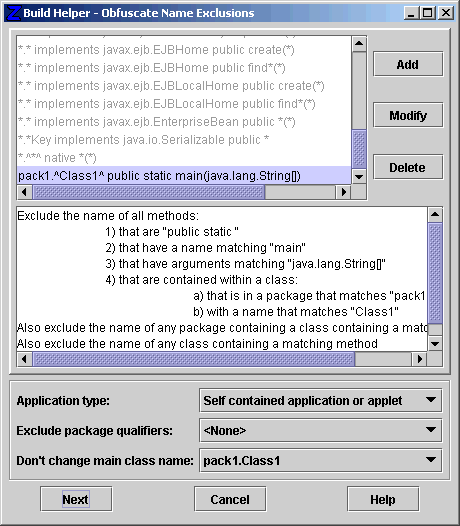 Build Helper - Obfuscate Name Exclusions
*.* implements javax.ejb.EJBHome public create(*)
*.* implements javax.ejb.EJBHome public find*(*)
*.* implements javax.ejb.EJBLocalHome public create(*)
*.* implements javax.ejb.EJBLocalHome public find*(*)
*.* implements javax.ejb.EnterpriseBean public *(*)
*.*Key implements java.io.Serializable public *
*.^*^ native *(*)
pack1.^Class1^ public static main(java.lang.String[])
Add
Modify
Delete
Exclude the name of all methods:
1) that are "public static "
2) that have a name matching "main"
3) that have arguments matching "java.lang.String[]"
4) that are contained within a class:
a) that is in a package that matches "pack1
b) with a name that matches "Class1"
Also exclude the name of any package containing a class containing a matc
Also exclude the name of any class containing a matching method
Application type: Self contained application or applet
Exclude package qualifiers: <None>
Don't change main class name: pack1.Class1
Next Cancel Help